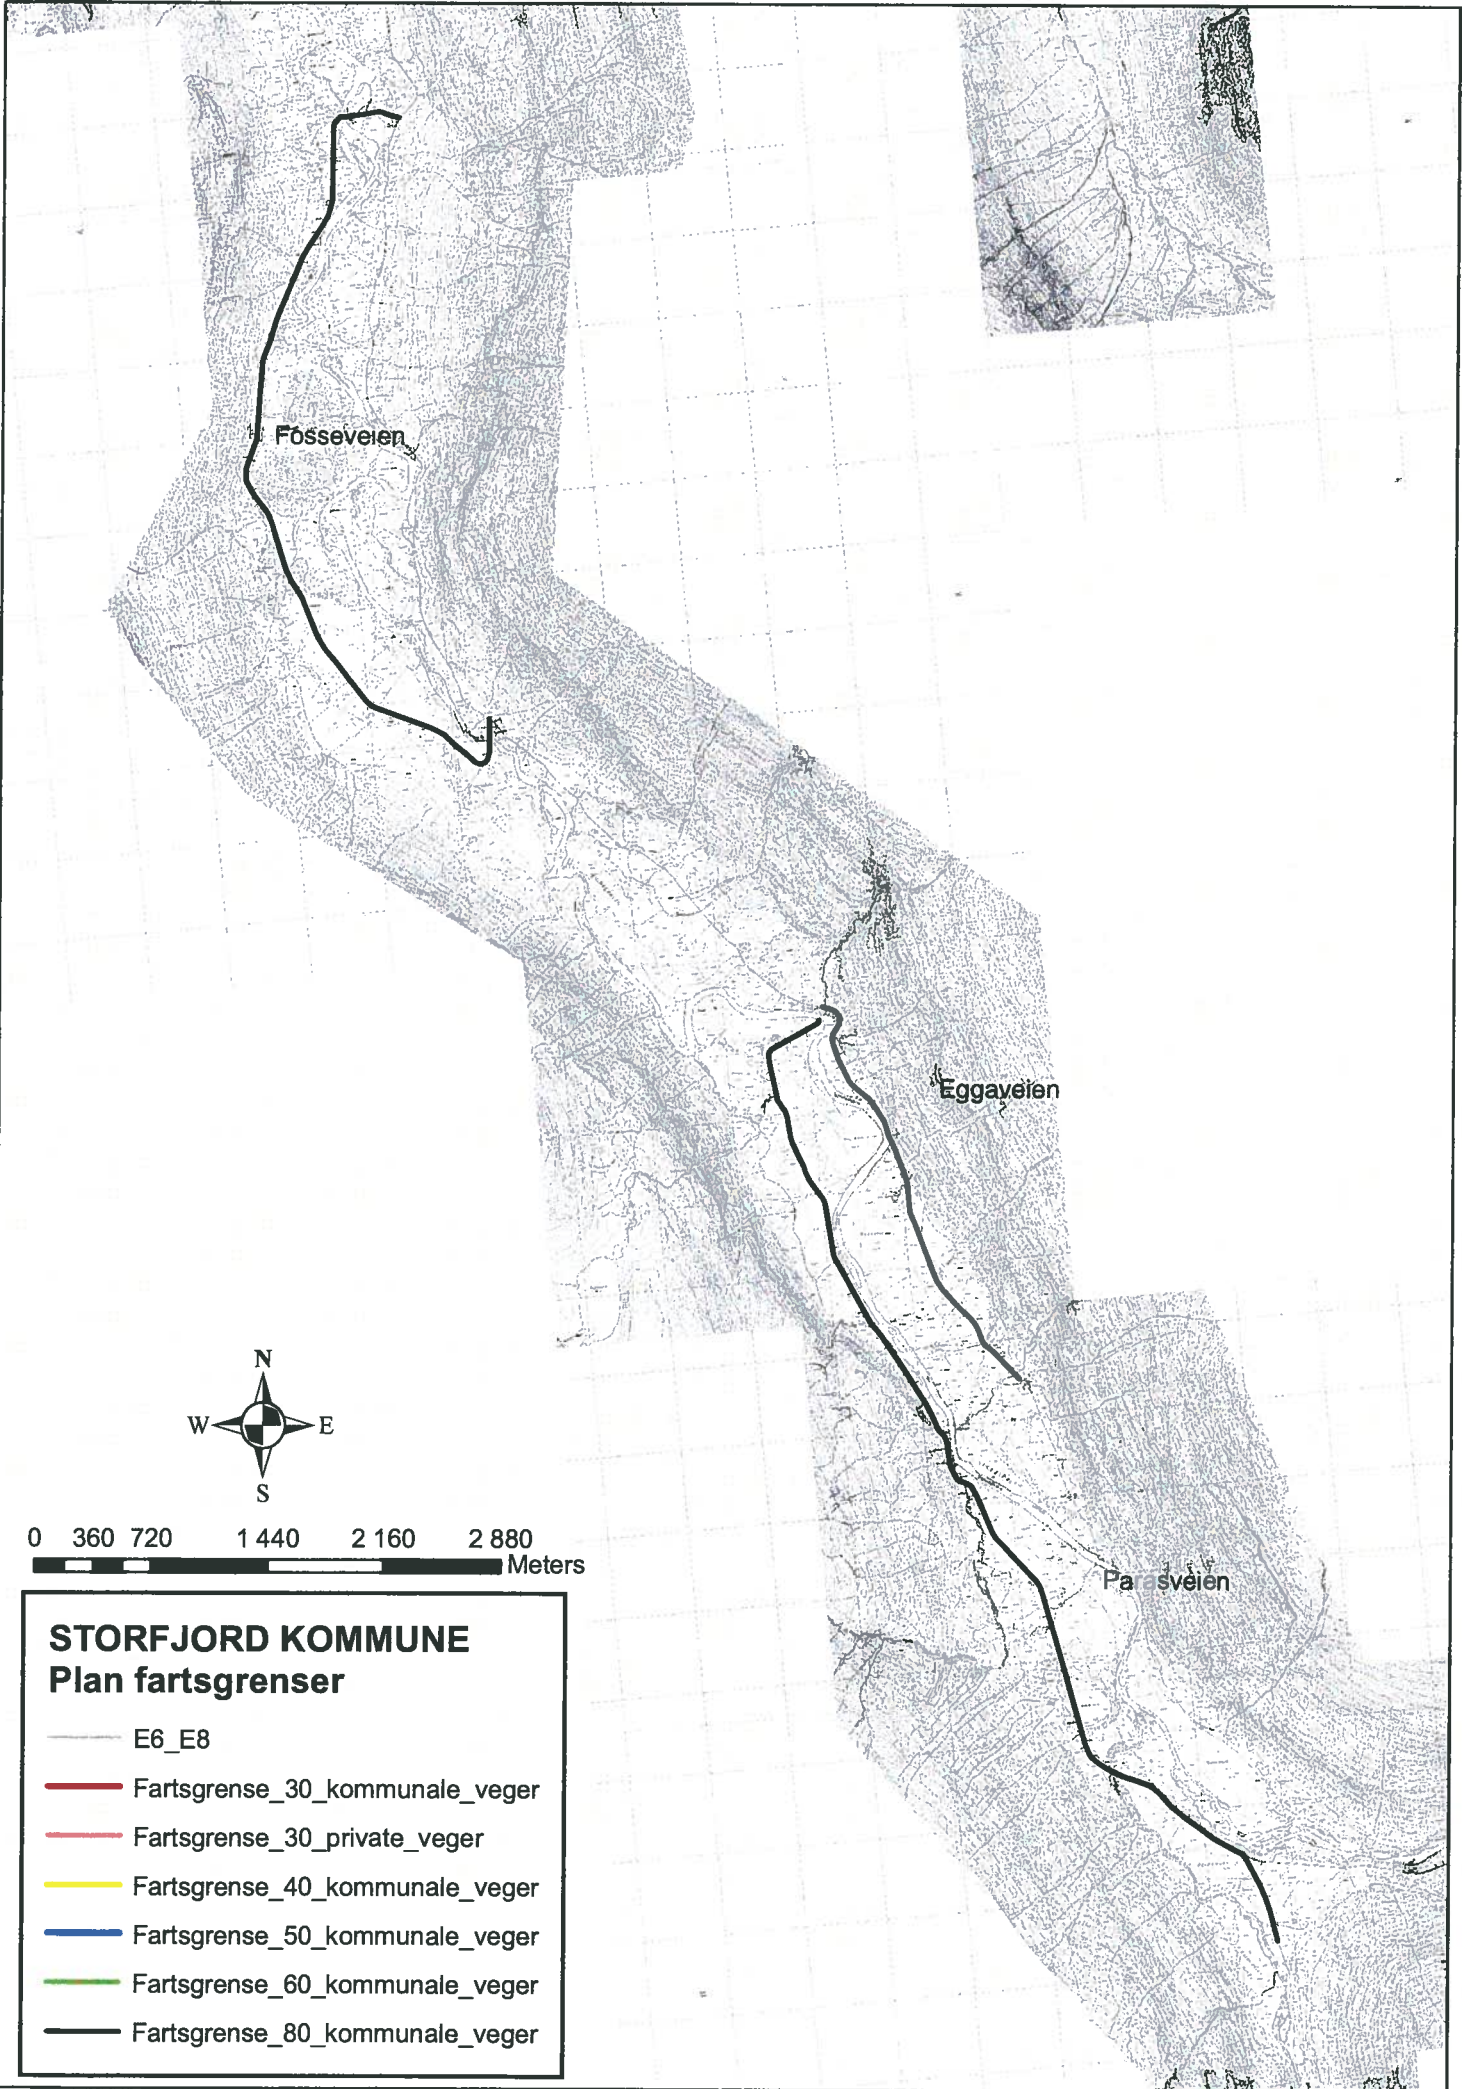 Fosseveien
Eggaveien
N
W E
S
0 360 720 1 440 2 160 2 880
Meters
Parasveien
STORFJORD KOMMUNE
Plan fartsgrenser
E6_E8
Fartsgrense_30_kommunale_veger
Fartsgrense_30_private_veger
Fartsgrense_40_kommunale_veger
Fartsgrense_50_kommunale_veger
Fartsgrense_60_kommunale_veger
Fartsgrense_80_kommunale_veger